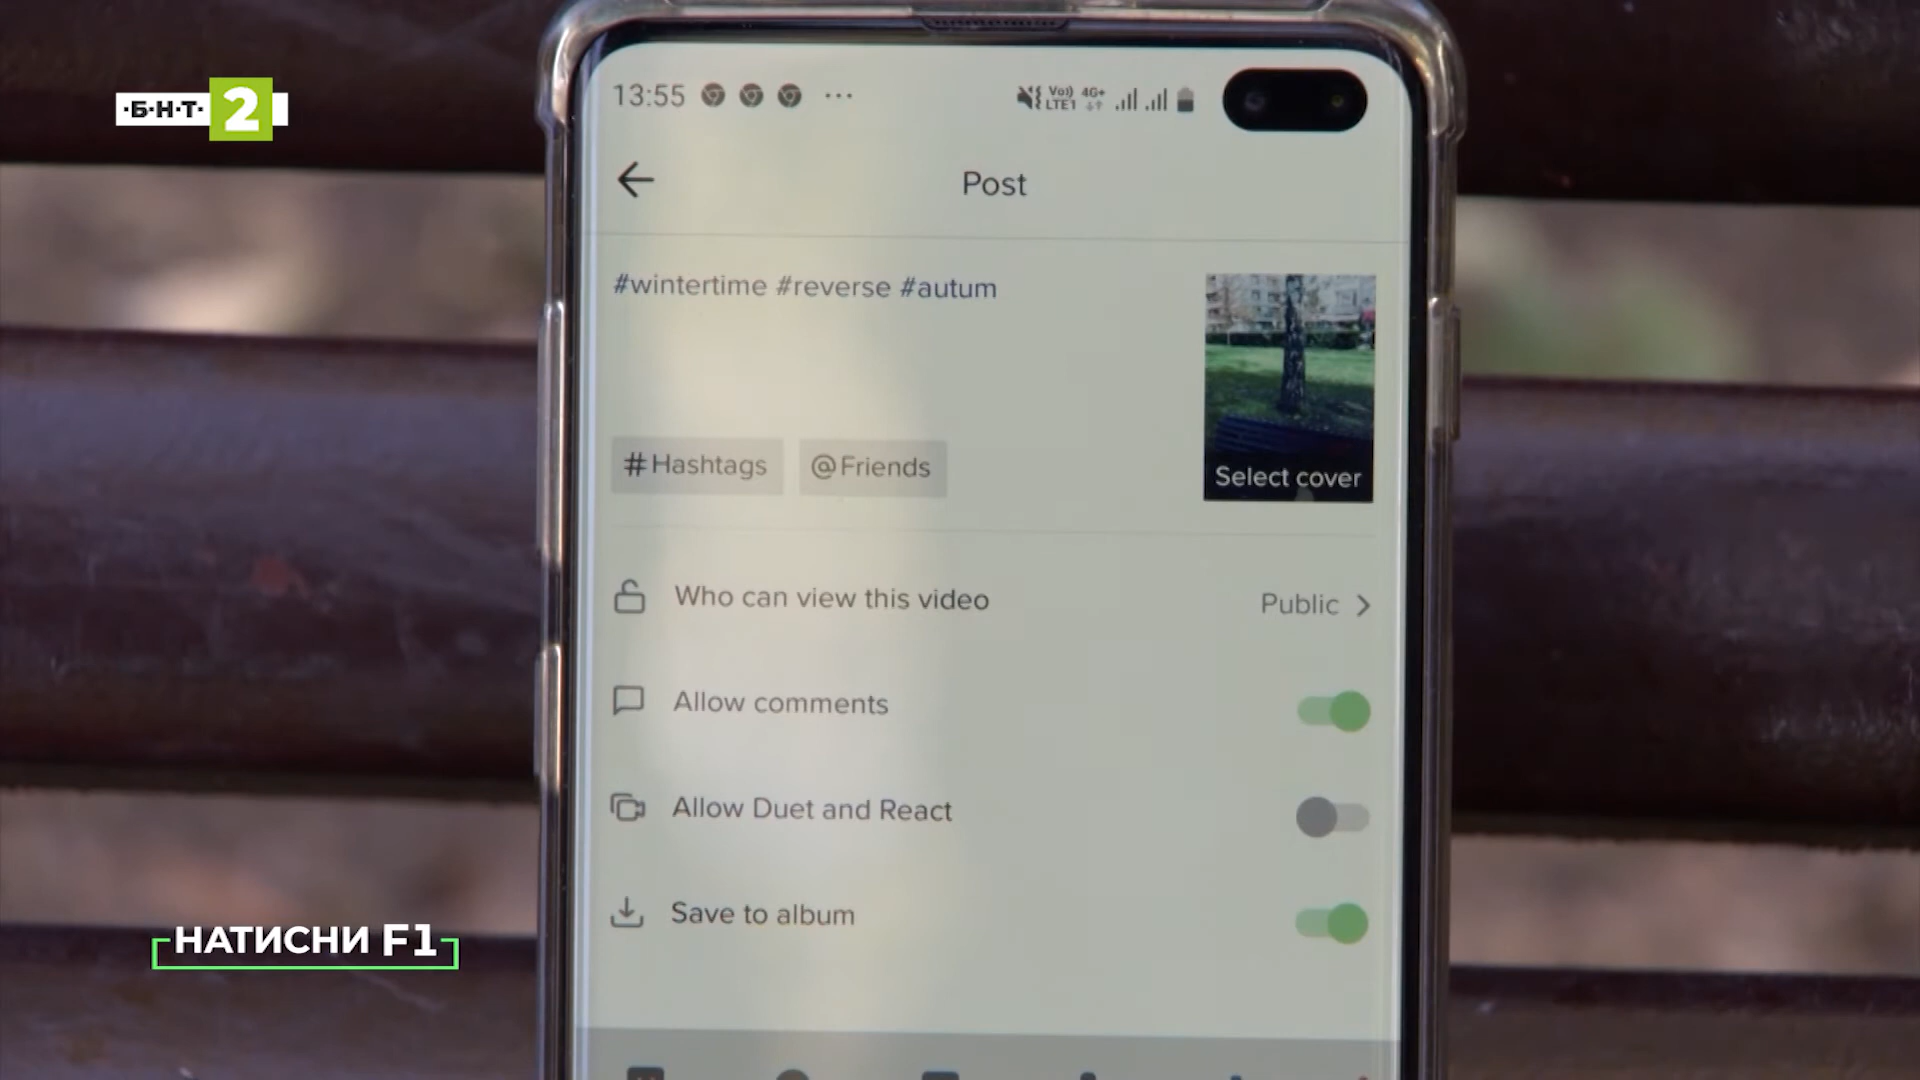 ·Б·Н·Т· 2
13:55 ··· Vo)) LTE1 4G+
Post
#wintertime #reverse #autum
#Hashtags @Friends
Select cover
Who can view this video Public
Allow comments
Allow Duet and React
Save to album
НАТИСНИ F1